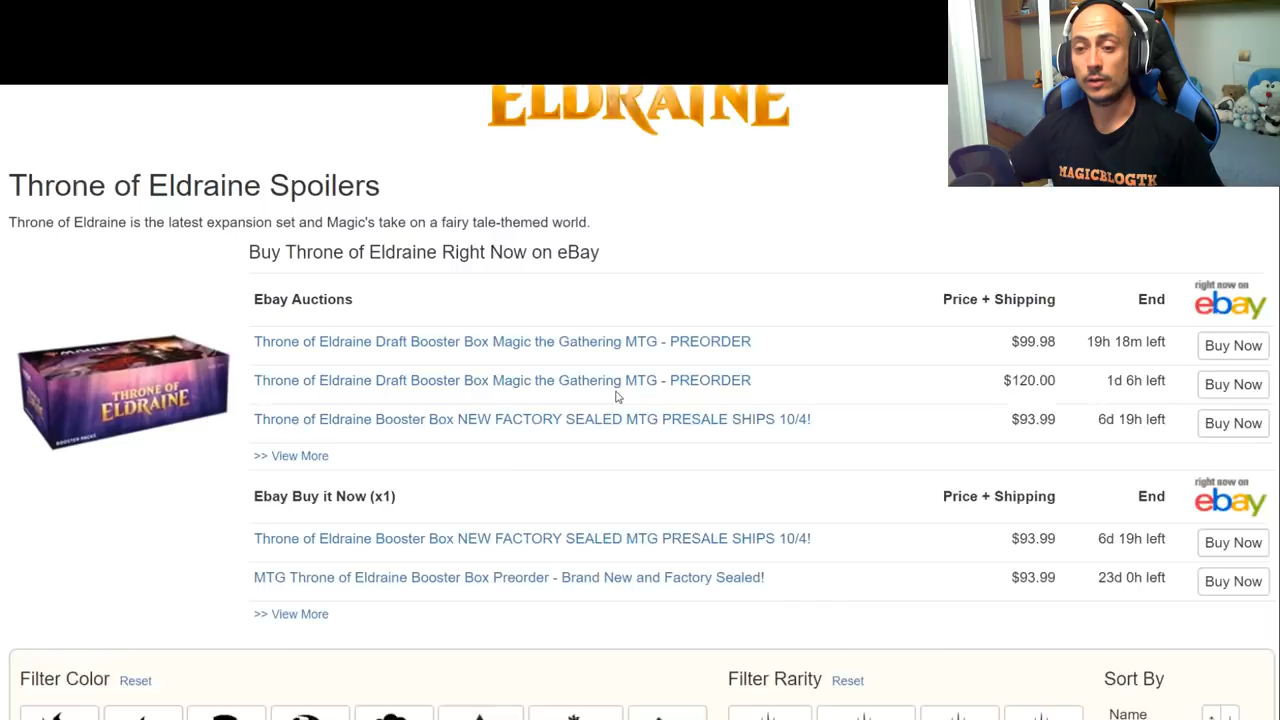 ELDRAINE
MAGICBLOGTK
Throne of Eldraine Spoilers
Throne of Eldraine is the latest expansion set and Magic's take on a fairy tale-themed world.
Buy Throne of Eldraine Right Now on eBay
Ebay Auctions Price + Shipping End right now on ebay
Throne of Eldraine Draft Booster Box Magic the Gathering MTG - PREORDER $99.98 19h 18m left Buy Now
Throne of Eldraine Draft Booster Box Magic the Gathering MTG - PREORDER $120.00 1d 6h left Buy Now
Throne of Eldraine Booster Box NEW FACTORY SEALED MTG PRESALE SHIPS 10/4! $93.99 6d 19h left Buy Now
>> View More
THRONE OF
ELDRAINE
BOOSTER PACKS
Ebay Buy it Now (x1) Price + Shipping End right now on ebay
Throne of Eldraine Booster Box NEW FACTORY SEALED MTG PRESALE SHIPS 10/4! $93.99 6d 19h left Buy Now
MTG Throne of Eldraine Booster Box Preorder - Brand New and Factory Sealed! $93.99 23d 0h left Buy Now
>> View More
Filter Color Reset Filter Rarity Reset Sort By
Name